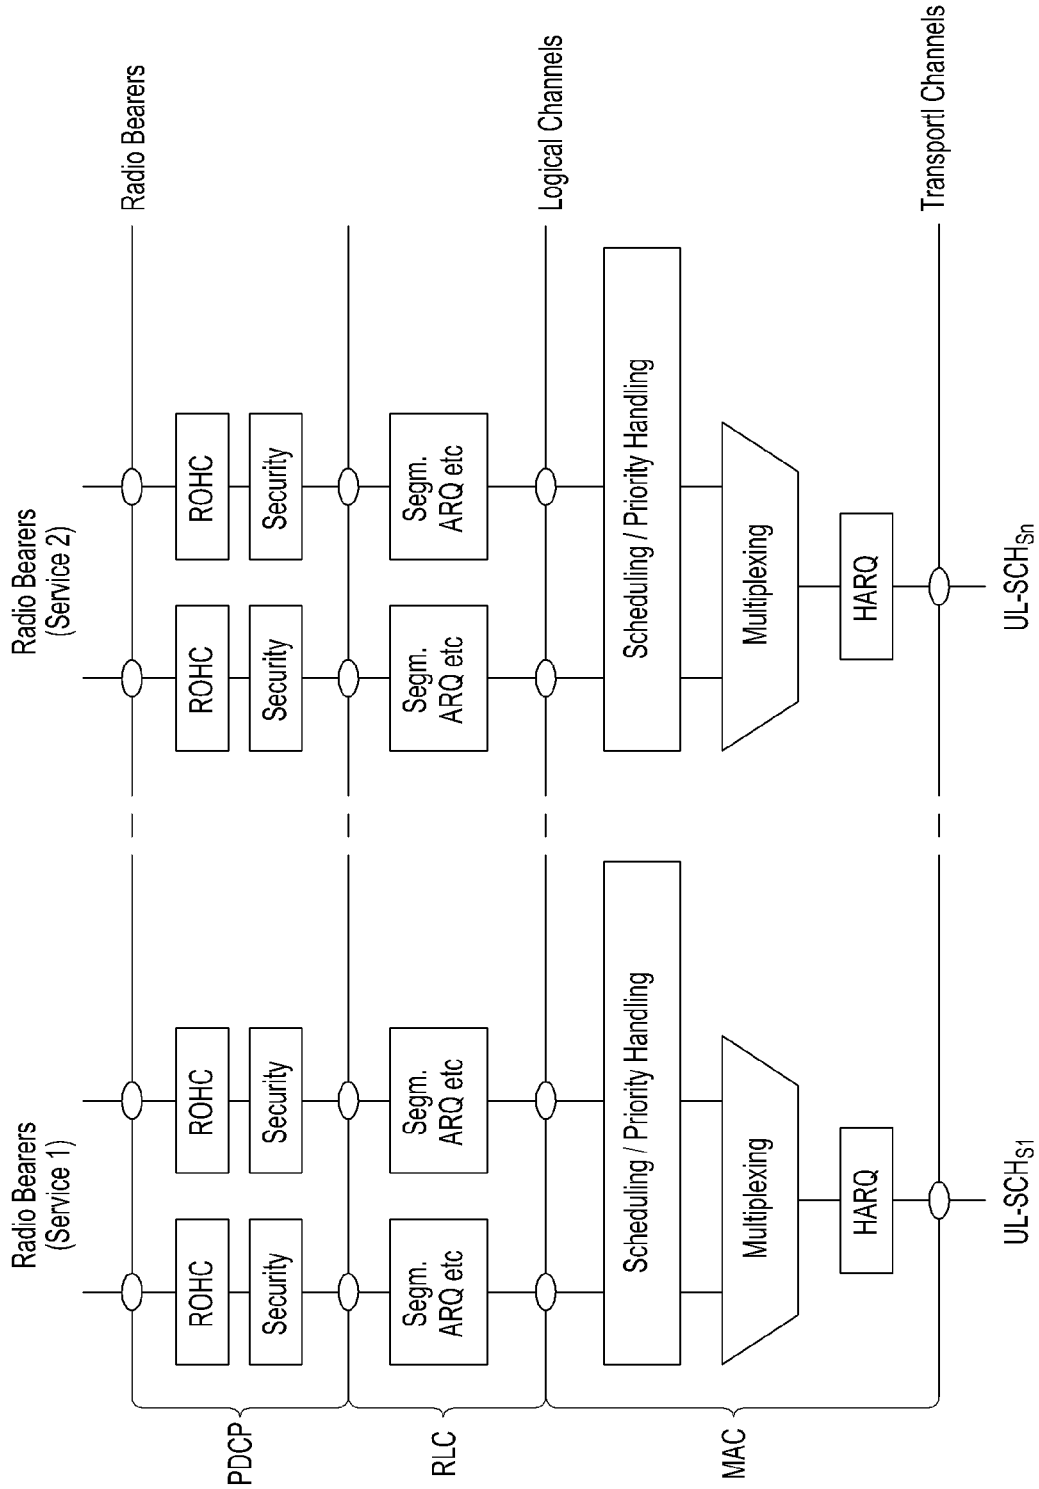 Radio Bearers
(Service 1)
Radio Bearers
(Service 2)
Radio Bearers
PDCP
ROHC
ROHC
ROHC
ROHC
Security
Security
Security
Security
RLC
Segm.
ARQ etc
Segm.
ARQ etc
Segm.
ARQ etc
Segm.
ARQ etc
Logical Channels
MAC
Scheduling / Priority Handling
Scheduling / Priority Handling
Multiplexing
Multiplexing
HARQ
HARQ
Transportl Channels
UL-SCHS1
UL-SCHSn